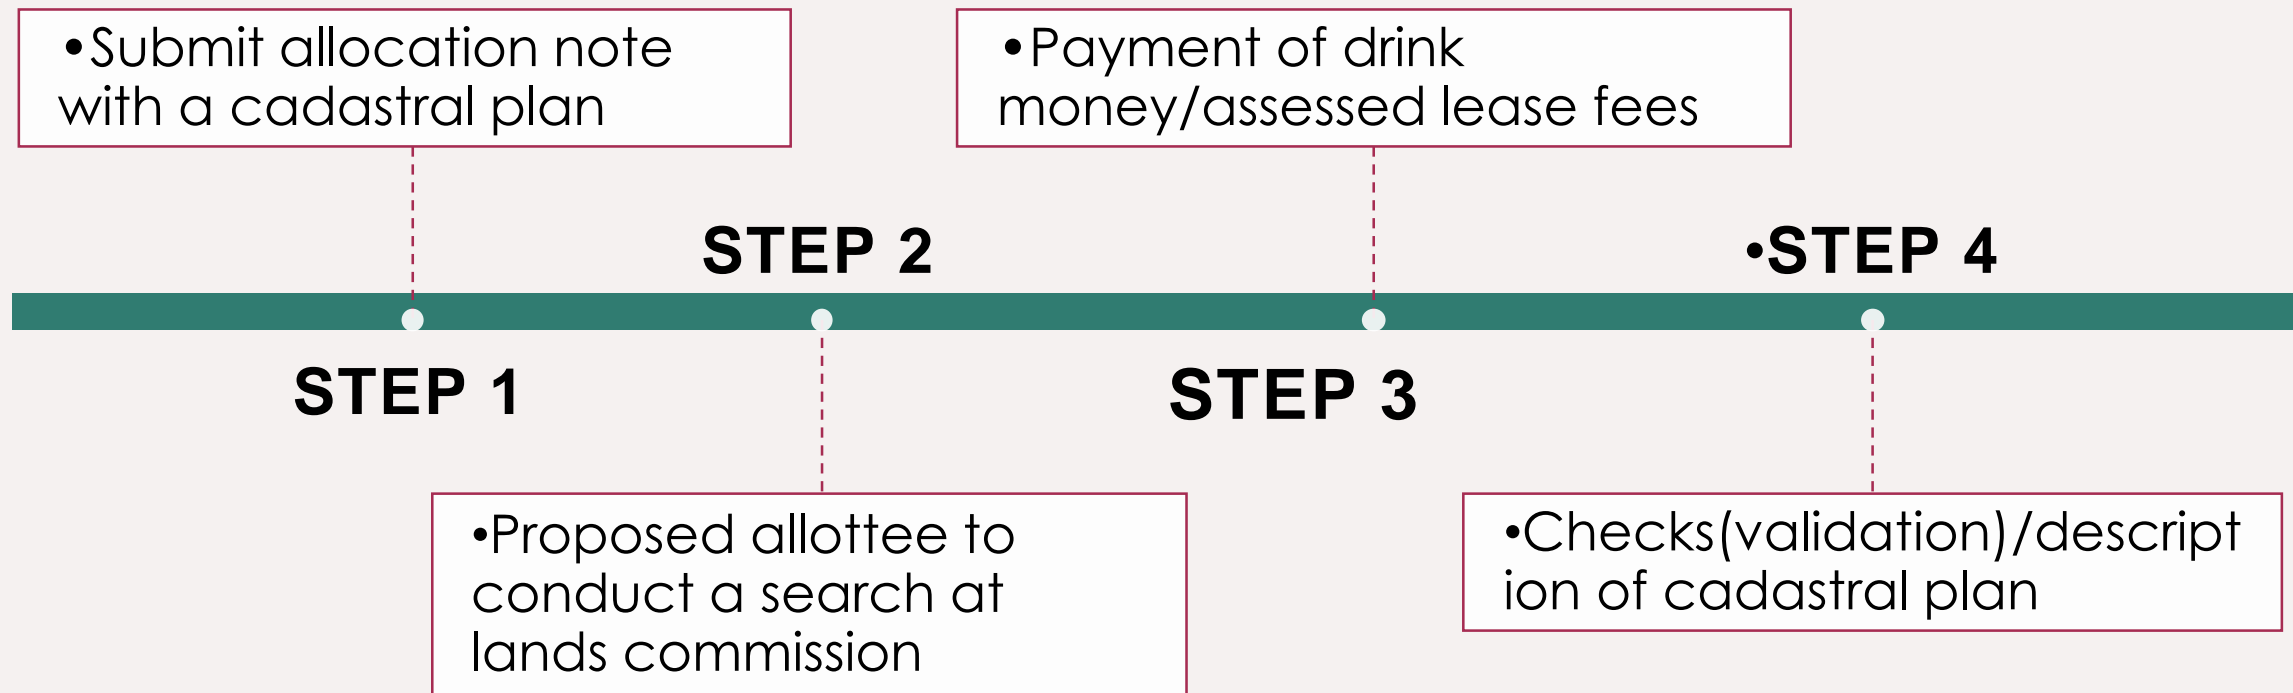 •Submit allocation note
with a cadastral plan
•Payment of drink
money/assessed lease fees
STEP 2
•STEP 4
STEP 1
STEP 3
•Proposed allottee to
conduct a search at
lands commission
•Checks(validation)/descript
ion of cadastral plan